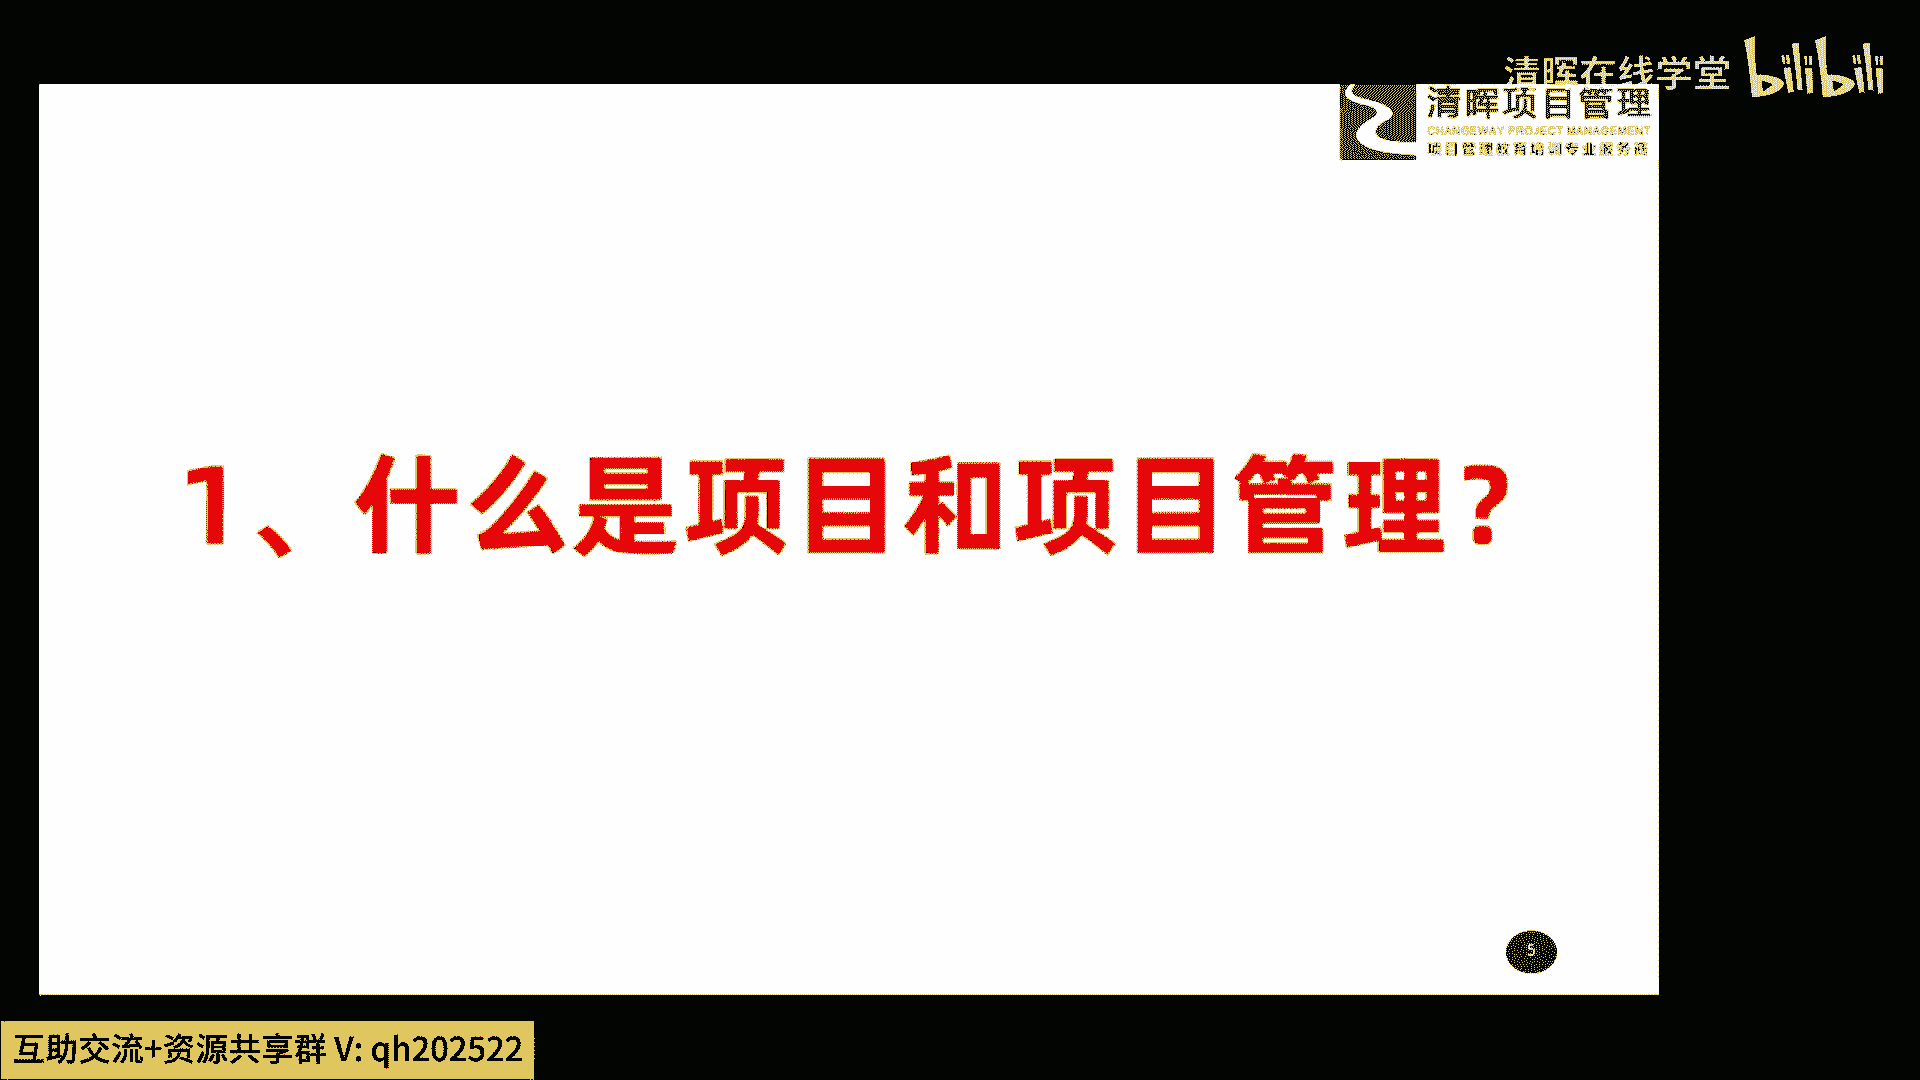 清晖在线学堂 bilibili
清晖项目管理
CHANGEWAY PROJECT MANAGEMENT
项目管理教育培训专业服务商
1、什么是项目和项目管理?
5
互助交流+资源共享群 V: qh202522